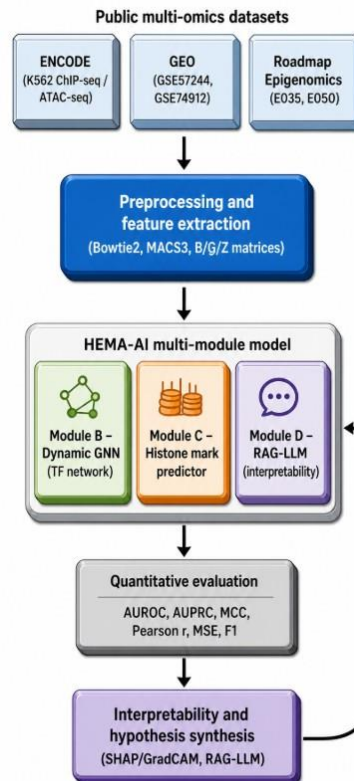 Public multi-omics datasets
ENCODE
(K562 ChIP-seq /
ATAC-seq)
GEO
(GSE57244,
GSE74912)
Roadmap
Epigenomics
(E035, E050)
Preprocessing and
feature extraction
(Bowtie2, MACS3, B/G/Z matrices)
HEMA-AI multi-module model
Module B –
Dynamic GNN
(TF network)
Module C –
Histone mark
predictor
Module D –
RAG-LLM
(interpretability)
Quantitative evaluation
AUROC, AUPRC, MCC,
Pearson r, MSE, F1
Interpretability and
hypothesis synthesis
(SHAP/GradCAM, RAG-LLM)